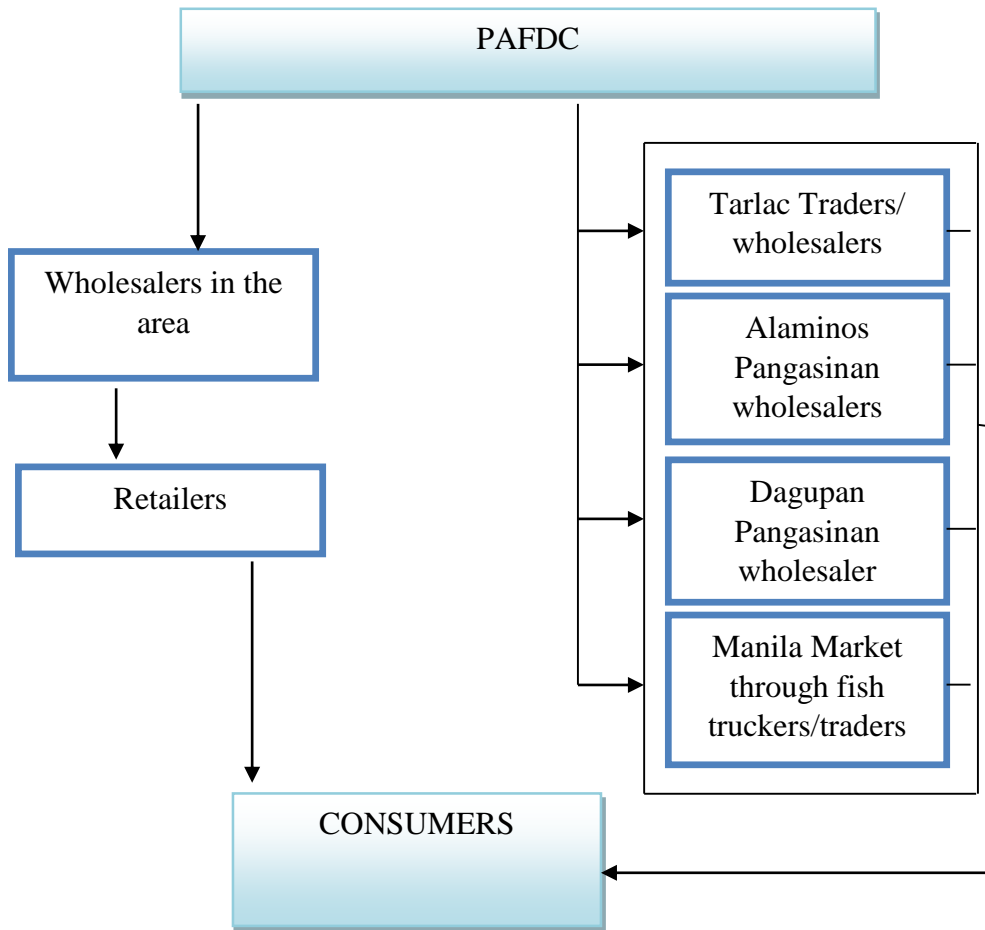 PAFDC
Wholesalers in the
area
Retailers
Tarlac Traders/
wholesalers
Alaminos
Pangasinan
wholesalers
Dagupan
Pangasinan
wholesaler
Manila Market
through fish
truckers/traders
CONSUMERS